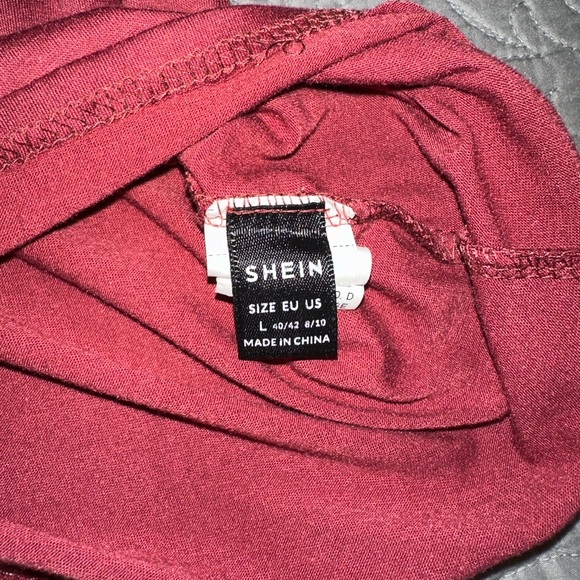 SHEIN
SIZE EU US
L 40/42 8/10
MADE IN CHINA